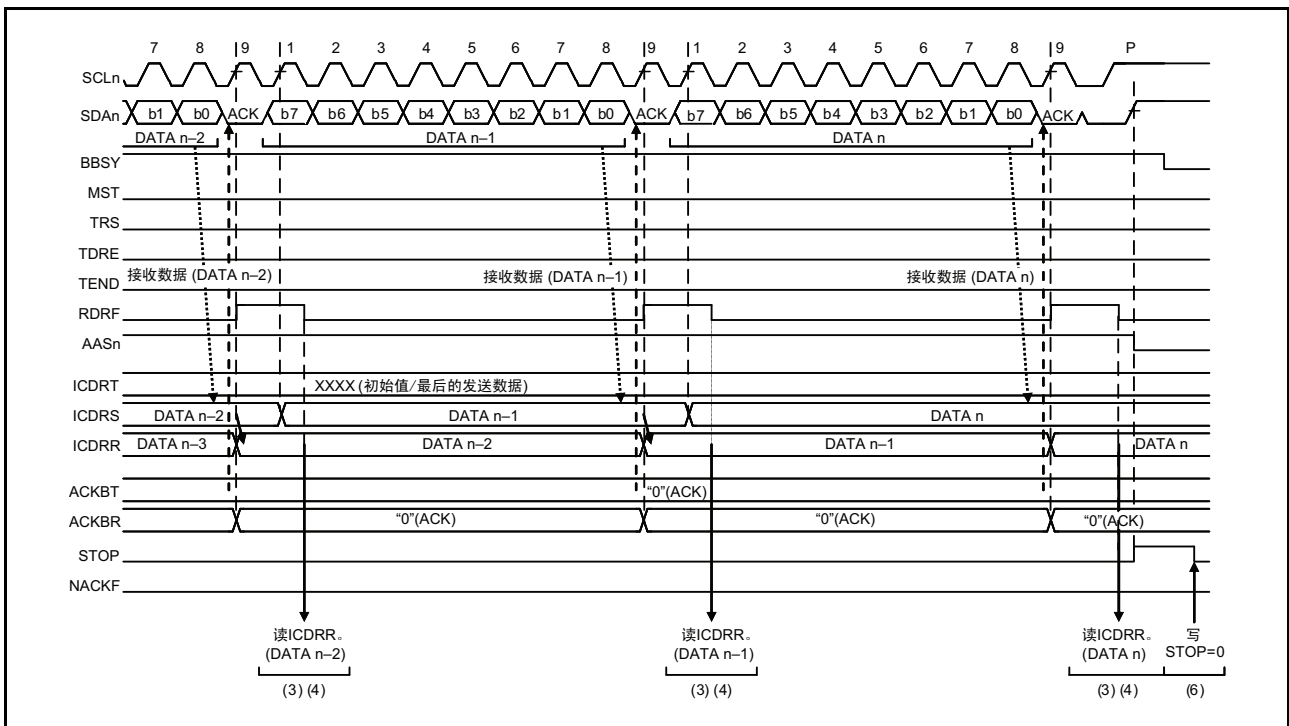 7 8 9 1 2 3 4 5 6 7 8 9 1 2 3 4 5 6 7 8 9 P
SCLn
SDAn b1 b0 ACK b7 b6 b5 b4 b3 b2 b1 b0 ACK b7 b6 b5 b4 b3 b2 b1 b0 ACK
DATA n–2 DATA n–1 DATA n
BBSY
MST
TRS
TDRE
接收数据 (DATA n–2) 接收数据 (DATA n–1) 接收数据 (DATA n)
TEND
RDRF
AASn
ICDRT XXXX (初始值/最后的发送数据)
ICDRS DATA n–2 DATA n–1 DATA n
ICDRR DATA n–3 DATA n–2 DATA n–1 DATA n
ACKBT “0”(ACK)
ACKBR “0”(ACK) “0”(ACK) “0”(ACK)
STOP
NACKF
读ICDRR。 读ICDRR。 读ICDRR。 写
(DATA n–2) (DATA n–1) (DATA n) STOP=0
(3) (4) (3) (4) (3) (4) (6)